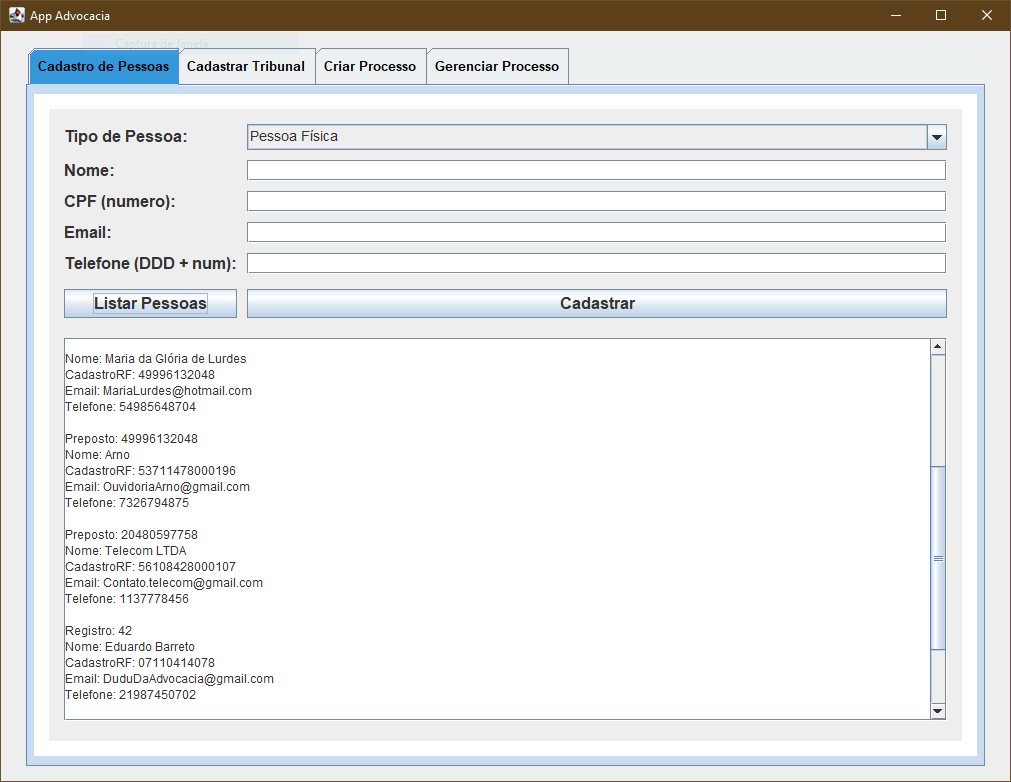 App Advocacia
Captura de Janela
Cadastro de Pessoas Cadastrar Tribunal Criar Processo Gerenciar Processo
Tipo de Pessoa: Pessoa Física
Nome:
CPF (numero):
Email:
Telefone (DDD + num):
Listar Pessoas Cadastrar
Nome: Maria da Glória de Lurdes
CadastroRF: 49996132048
Email: MariaLurdes@hotmail.com
Telefone: 54985648704
Preposto: 49996132048
Nome: Arno
CadastroRF: 53711478000196
Email: OuvidoriaArno@gmail.com
Telefone: 7326794875
Preposto: 20480597758
Nome: Telecom LTDA
CadastroRF: 56108428000107
Email: Contato.telecom@gmail.com
Telefone: 1137778456
Registro: 42
Nome: Eduardo Barreto
CadastroRF: 07110414078
Email: DuduDaAdvocacia@gmail.com
Telefone: 21987450702